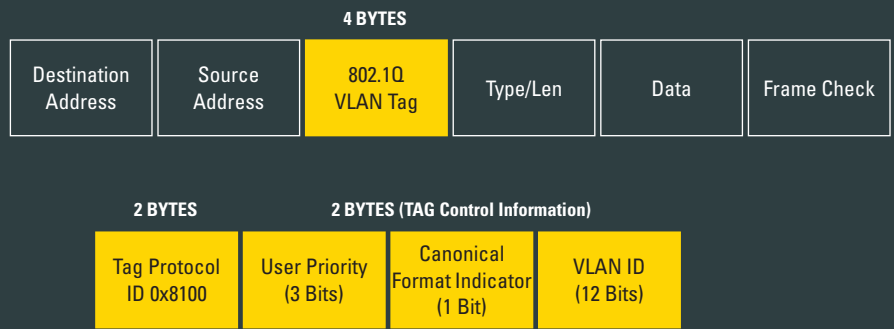 4 BYTES
Destination
Address
Source
Address
802.1Q
VLAN Tag
Type/Len
Data
Frame Check
2 BYTES
2 BYTES (TAG Control Information)
Tag Protocol
ID 0x8100
User Priority
(3 Bits)
Canonical
Format Indicator
(1 Bit)
VLAN ID
(12 Bits)